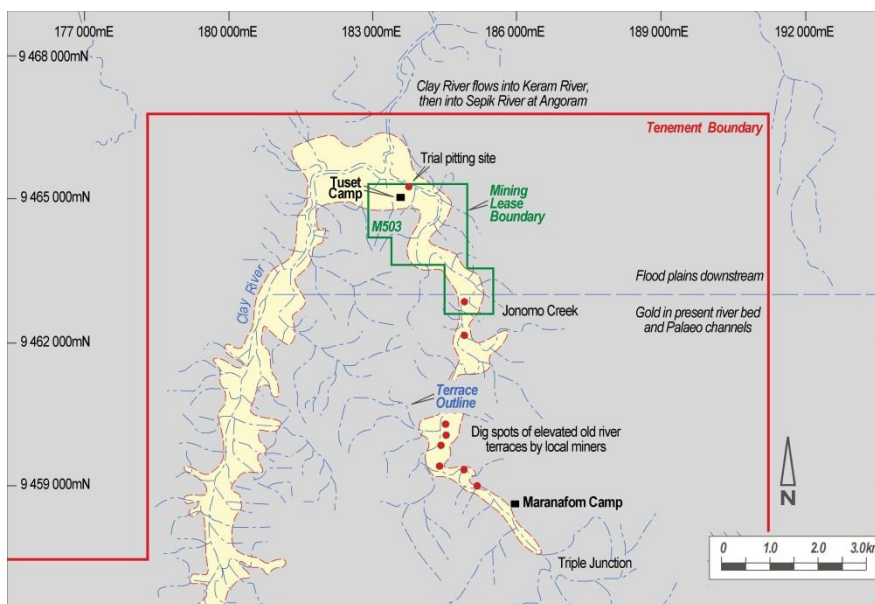 177 000mE
180 000mE
183 000mE
186 000mE
189 000mE
192 000mE
9 468 000mN
Clay River flows into Keram River,
then into Sepik River at Angoram
Tenement Boundary
Trial pitting site
Tuset
Camp
9 465 000mN
Mining
Lease
Boundary
M503
Clay River
Flood plains downstream
Jonomo Creek
Gold in present river bed
and Palaeo channels
9 462 000mN
Terrace
Outline
Dig spots of elevated old river
terraces by local miners
9 459 000mN
Maranafom Camp
N
Triple Junction
0 1.0 2.0 3.0km